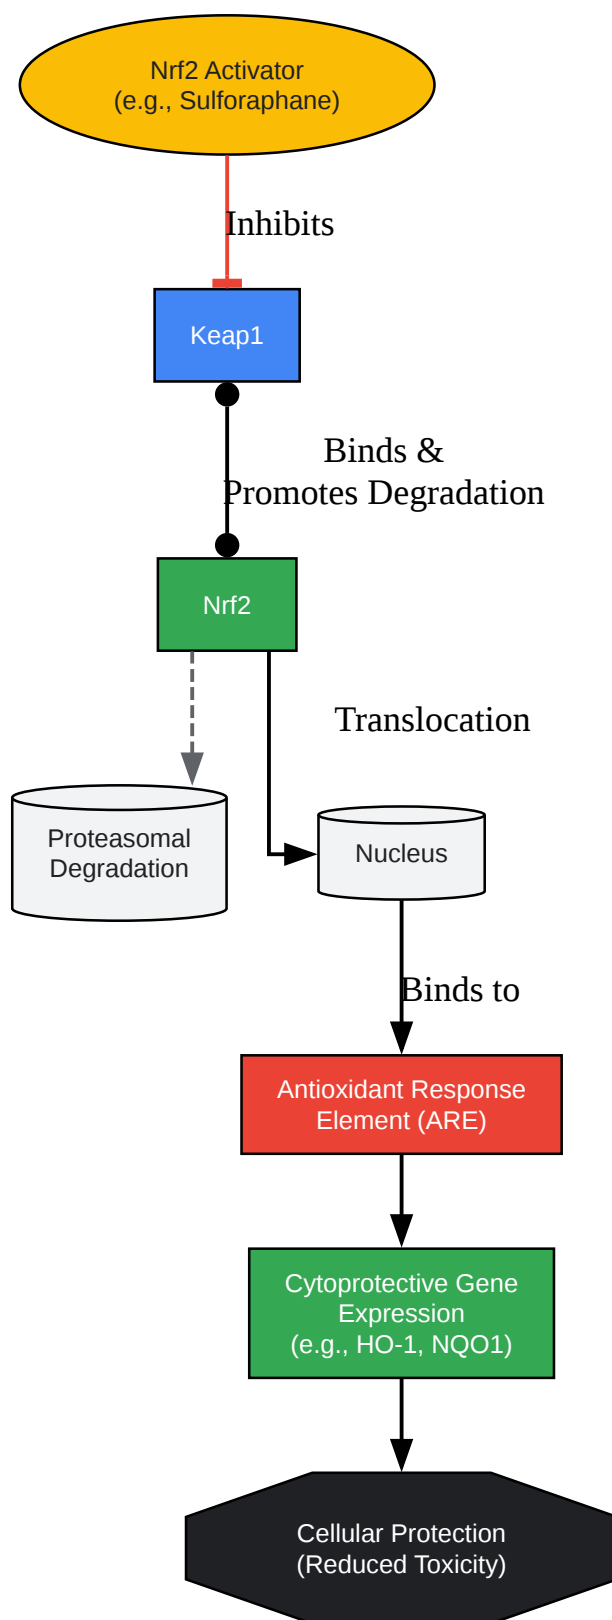 Nrf2 Activator
(e.g., Sulforaphane)
Inhibits
Keap1
Binds &
Promotes Degradation
Nrf2
Translocation
Proteasomal
Degradation
Nucleus
Binds to
Antioxidant Response
Element (ARE)
Cytoprotective Gene
Expression
(e.g., HO-1, NQO1)
Cellular Protection
(Reduced Toxicity)